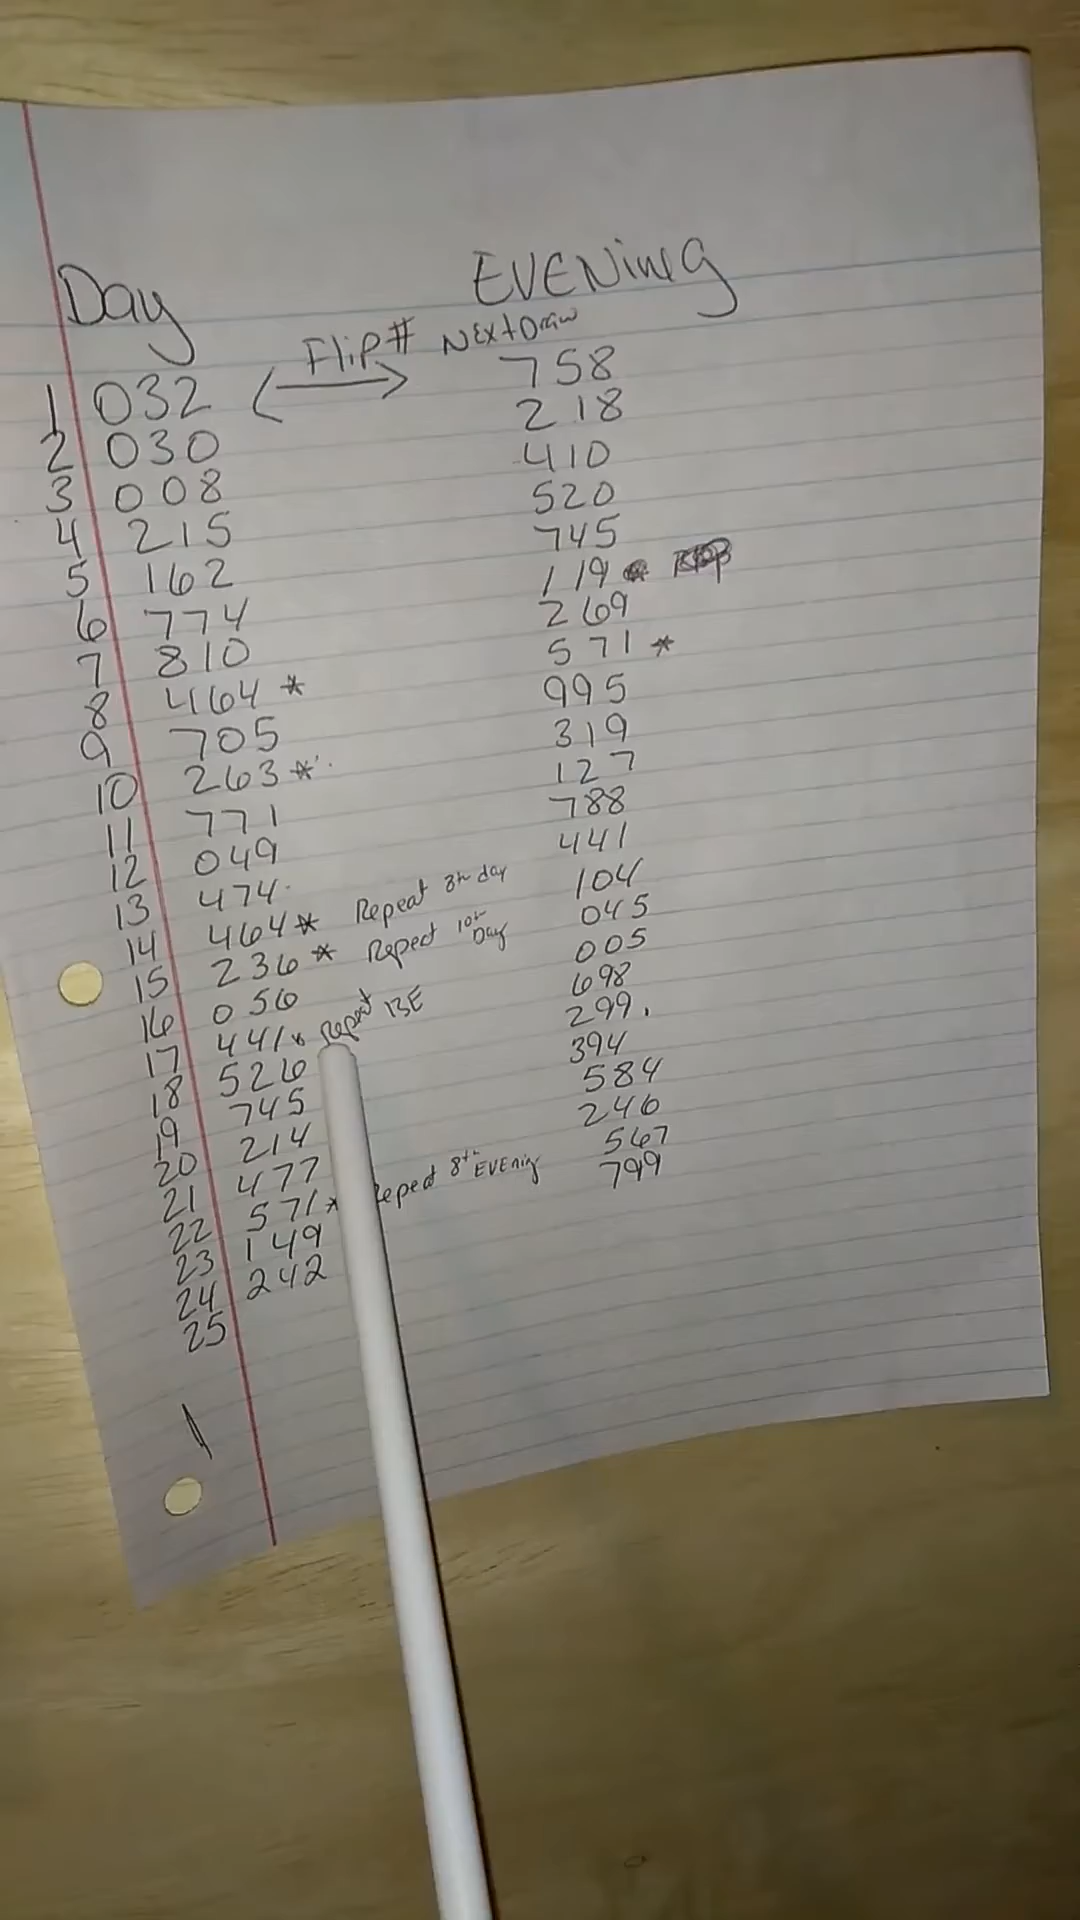 Day EVENING
Flip # Next Draw
1 032 758
2 030 218
3 008 410
4 215 520
5 162 745
6 774 119
7 810 269
8 464 * 571 *
9 705 995
10 263 * 319
11 771 127
12 049 788
13 474 441
14 464 * Repeat 8th day 104
15 236 * Repeat 10th Day 045
16 056 005
17 441 * Repeat 13E 698
18 526 299.
19 745 394
20 214 584
21 477 246
22 571 * epeat 8th Evening 567
23 149 799
24 242
25